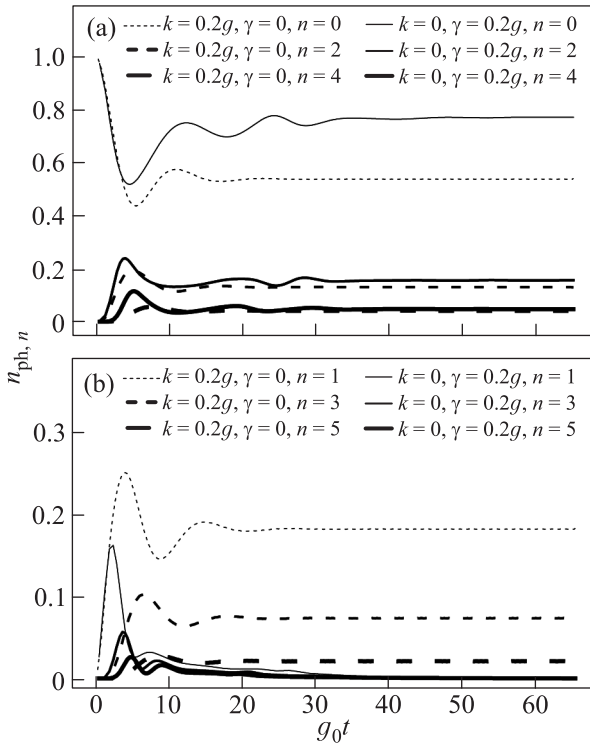 (a)
k = 0.2g, γ = 0, n = 0
k = 0, γ = 0.2g, n = 0
k = 0.2g, γ = 0, n = 2
k = 0, γ = 0.2g, n = 2
k = 0.2g, γ = 0, n = 4
k = 0, γ = 0.2g, n = 4
1.0
0.8
0.6
0.4
0.2
0
n_ph, n
(b)
k = 0.2g, γ = 0, n = 1
k = 0, γ = 0.2g, n = 1
k = 0.2g, γ = 0, n = 3
k = 0, γ = 0.2g, n = 3
k = 0.2g, γ = 0, n = 5
k = 0, γ = 0.2g, n = 5
0.3
0.2
0.1
0
0 10 20 30 40 50 60
g₀t